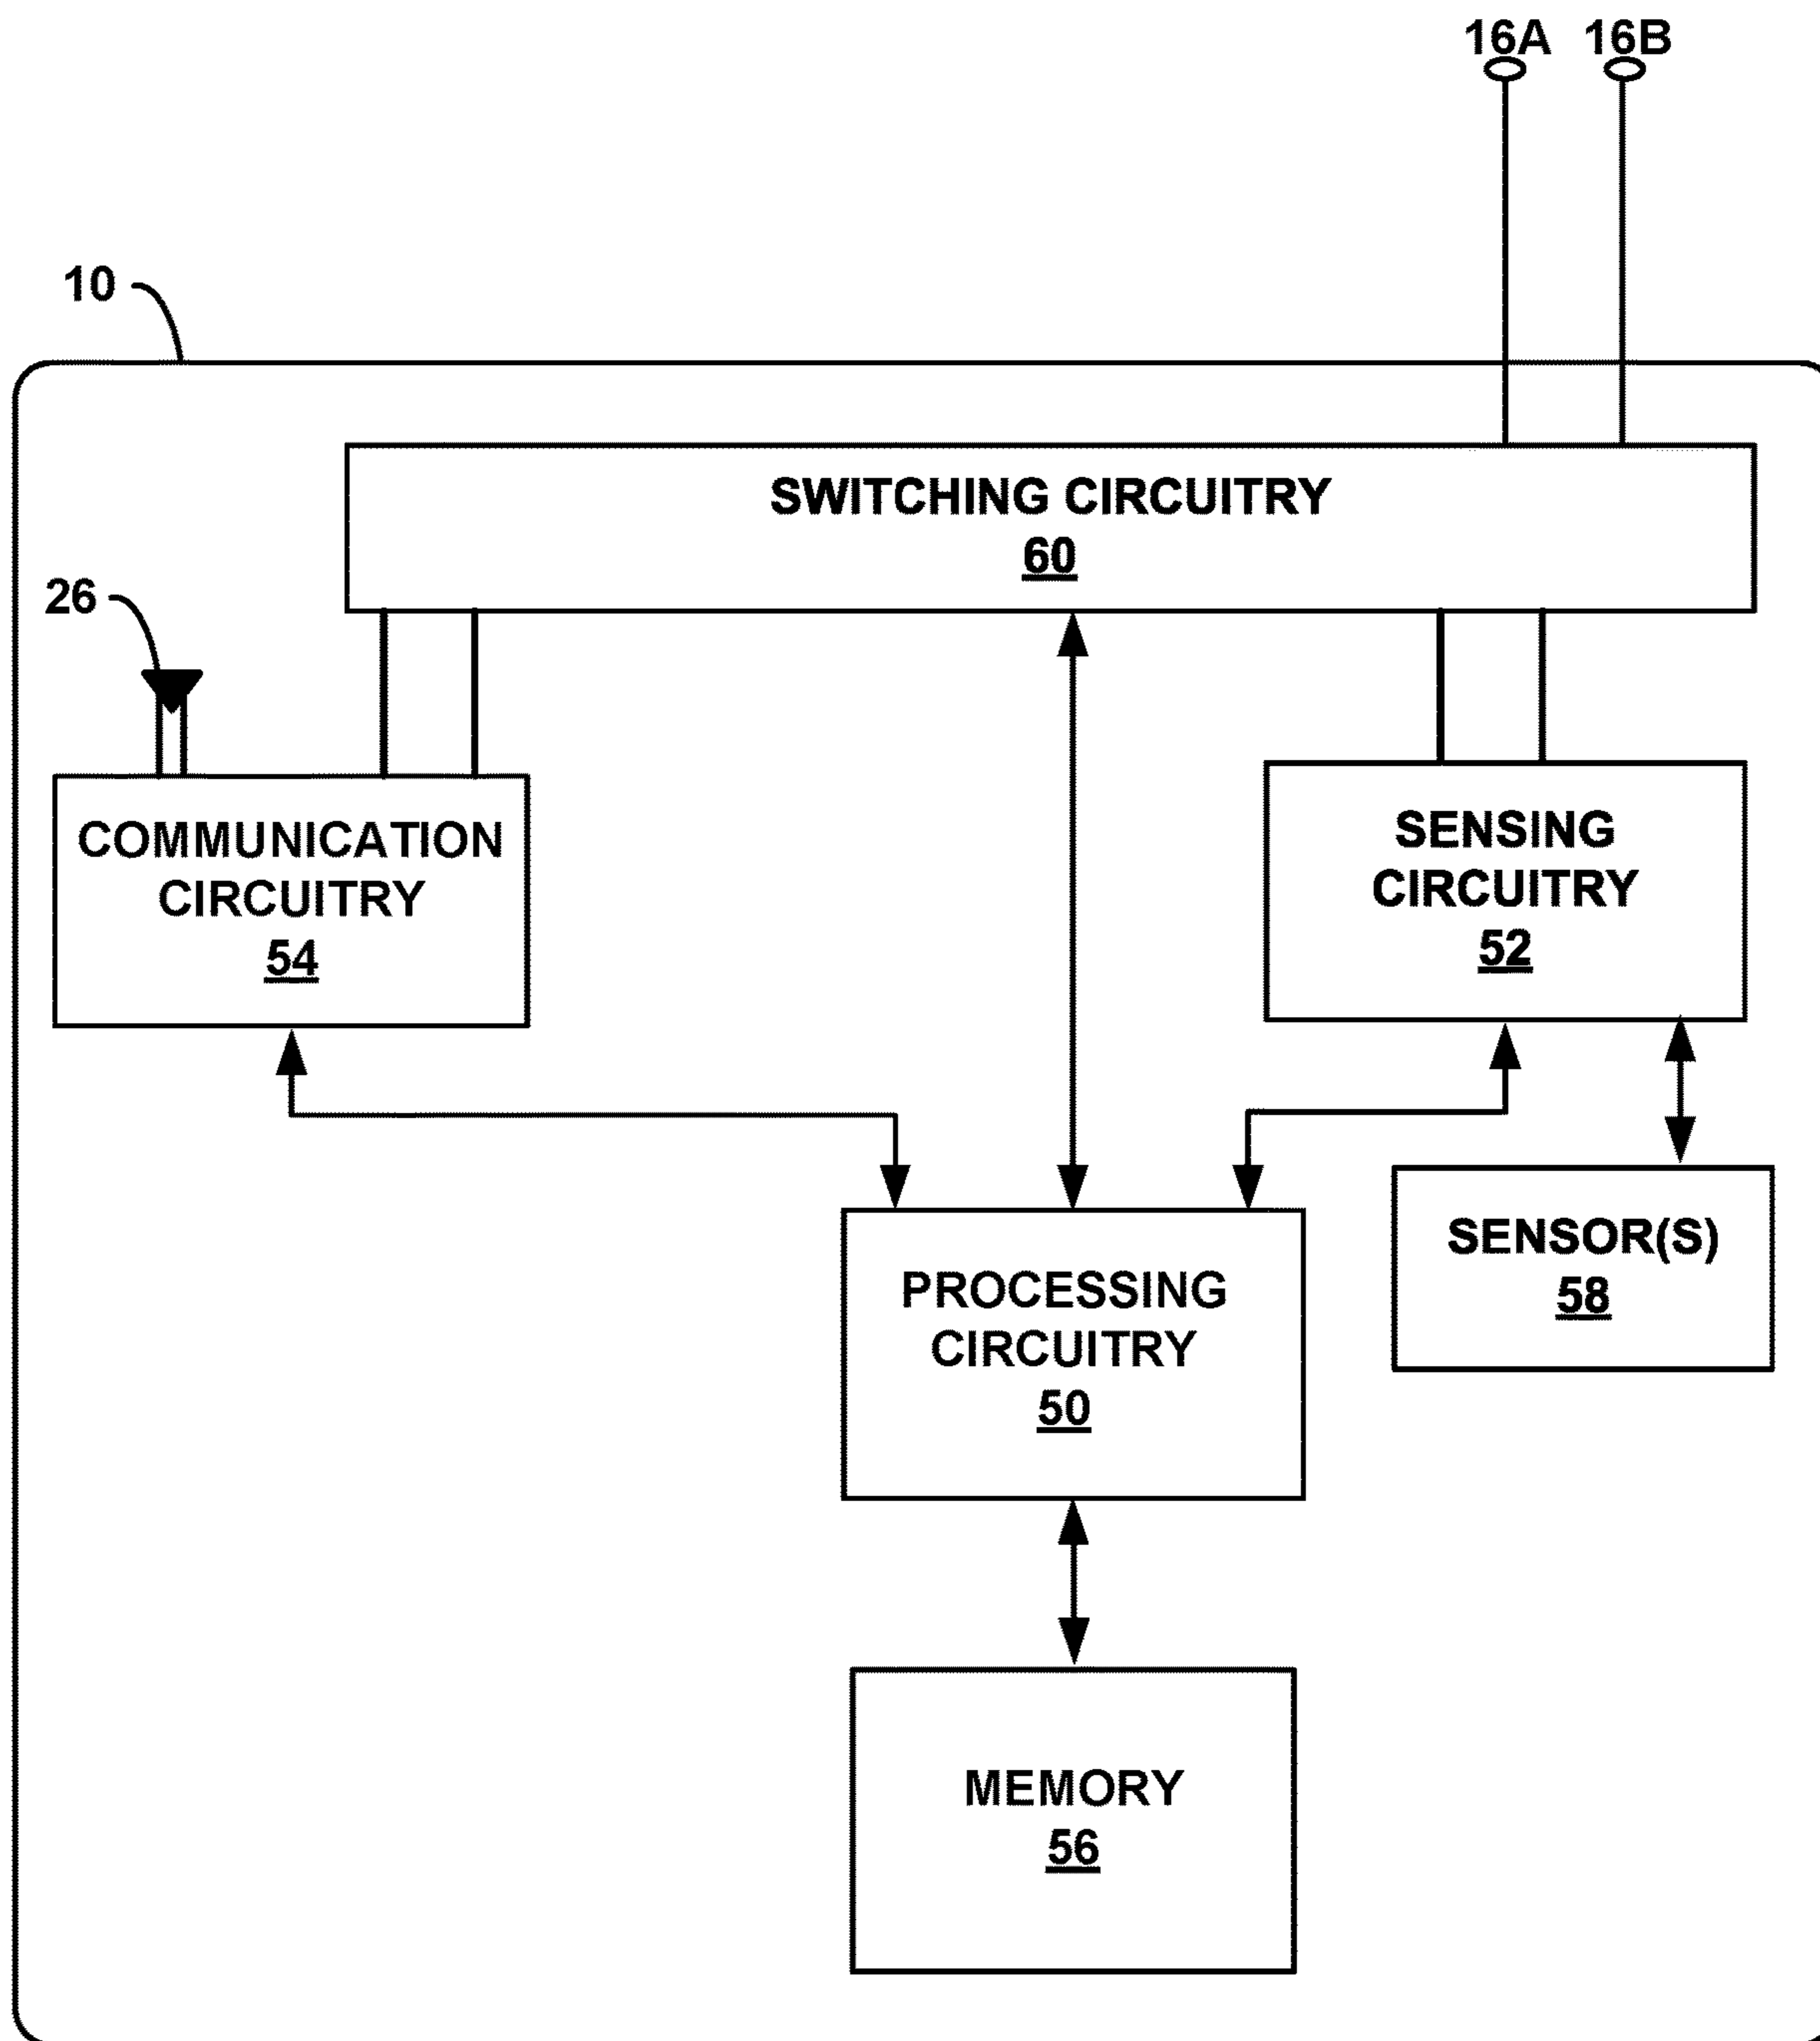 16A 16B
10
SWITCHING CIRCUITRY
60
26
COMMUNICATION
CIRCUITRY
54
SENSING
CIRCUITRY
52
SENSOR(S)
58
PROCESSING
CIRCUITRY
50
MEMORY
56